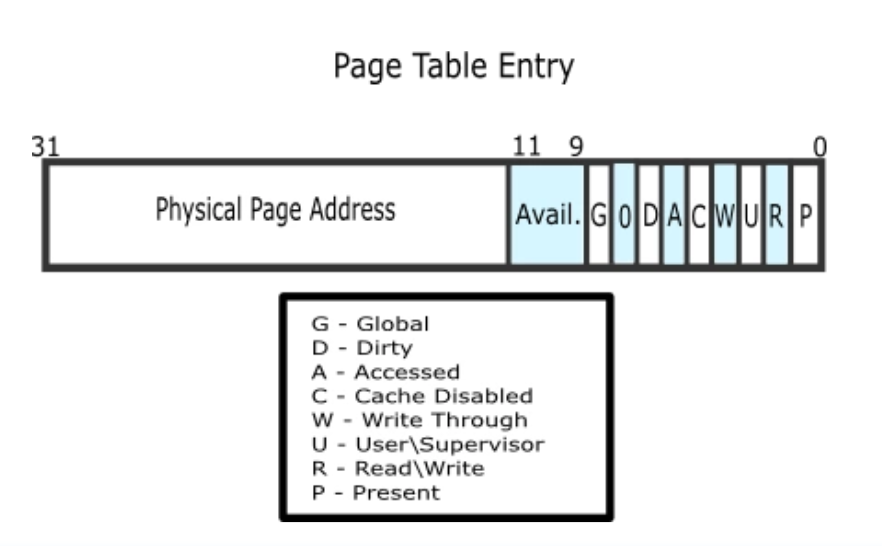 Page Table Entry
31 11 9 0
Physical Page Address Avail. G 0 D A C W U R P
G - Global
D - Dirty
A - Accessed
C - Cache Disabled
W - Write Through
U - User\Supervisor
R - Read\Write
P - Present